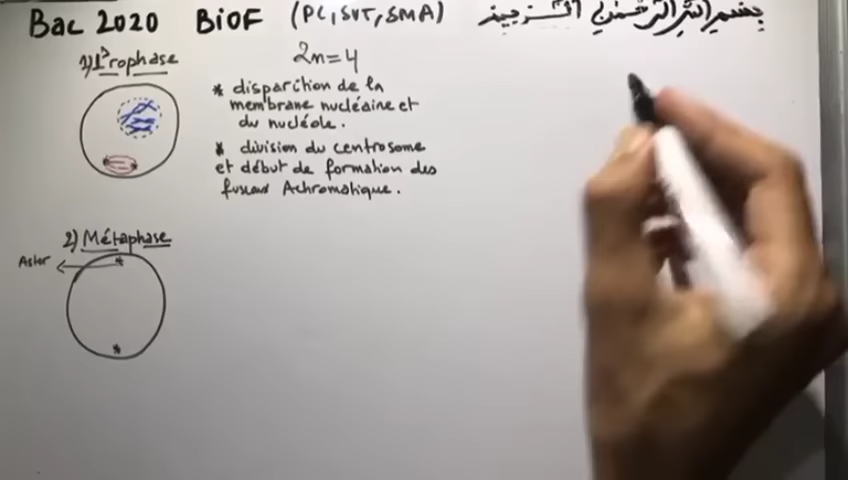 Bac 2020 BiOF (PC, SVT, SMA) بسم الله الرحمن الرحيم
1) Prophase
2n=4
* disparition de la
membrane nucléaire et
du nucléole.
* division du centrosome
et début de formation des
fuseau Achromatique.
2) Métaphase
Aster